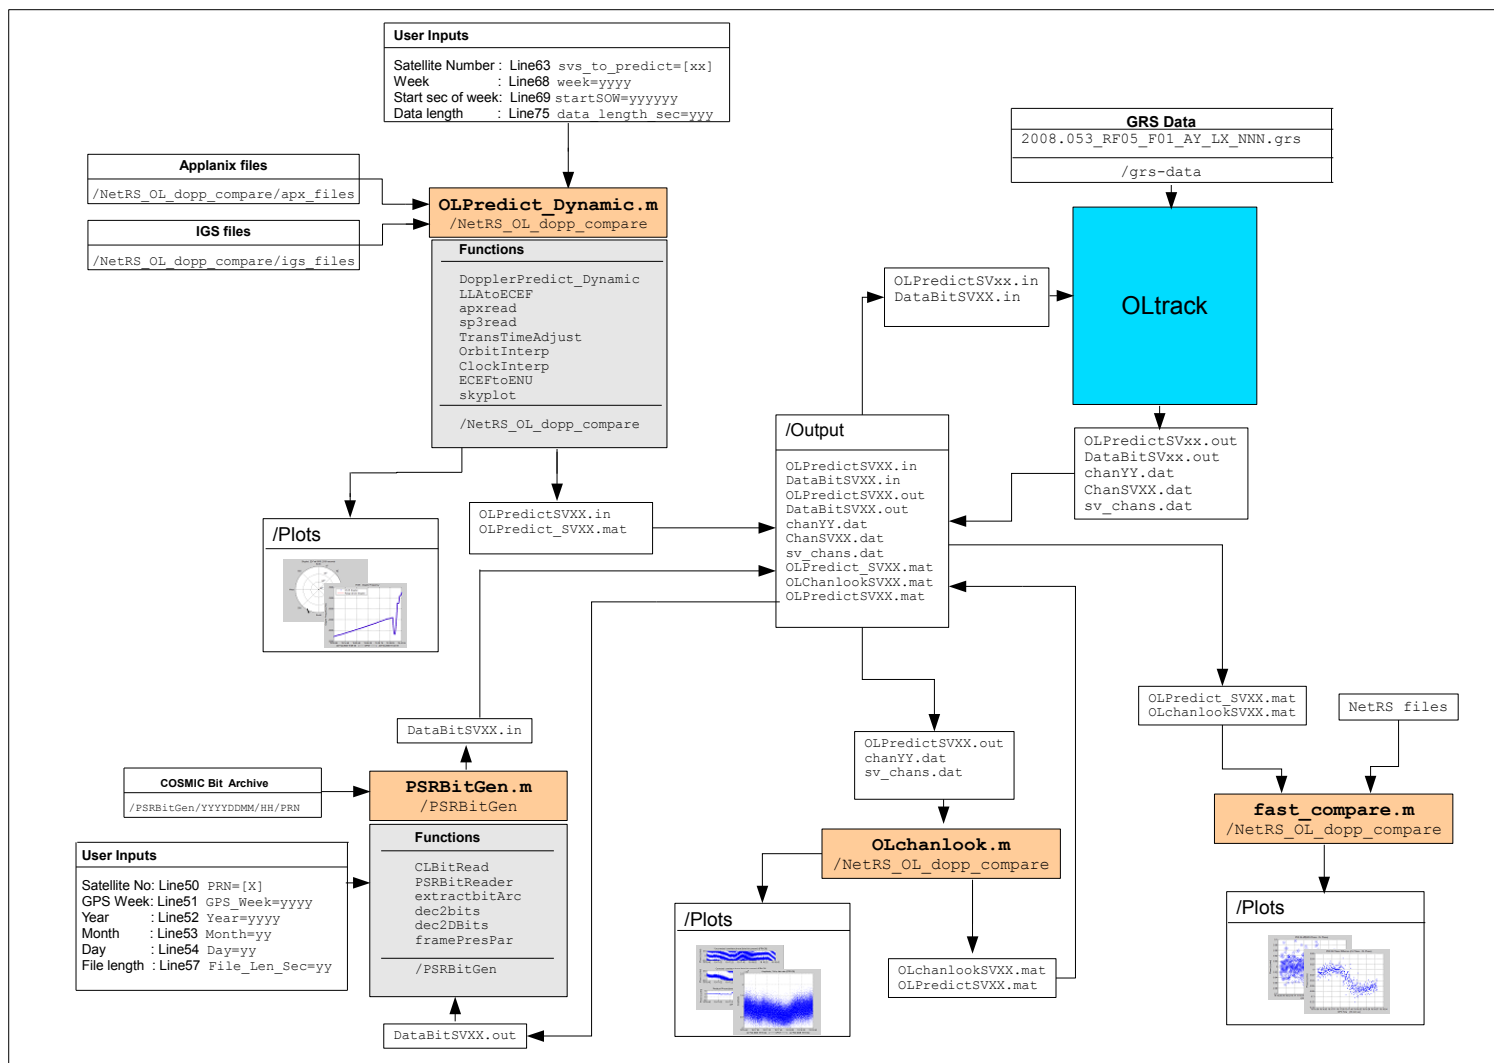 User Inputs
Satellite Number : Line63 svs_to_predict=[xx]
Week : Line68 week=yyyy
Start sec of week: Line69 startSOW=yyyyyy
Data length : Line75 data length sec=yyy
Applanix files
/NetRS_OL_dopp_compare/apx_files
IGS files
/NetRS_OL_dopp_compare/igs_files
OLPredict_Dynamic.m
/NetRS_OL_dopp_compare
Functions
DopplerPredict_Dynamic
LLAtoECEF
apxread
sp3read
TransTimeAdjust
OrbitInterp
ClockInterp
ECEFtoENU
skyplot
/NetRS_OL_dopp_compare
GRS Data
2008.053_RF05_F01_AY_LX_NNN.grs
/grs-data
OLPredictSVxx.in
DataBitSVXX.in
OLtrack
OLPredictSVxx.out
DataBitSVxx.out
chanYY.dat
ChanSVXX.dat
sv_chans.dat
/Output
OLPredictSVXX.in
DataBitSVXX.in
OLPredictSVXX.out
DataBitSVXX.out
chanYY.dat
ChanSVXX.dat
sv_chans.dat
OLPredict_SVXX.mat
OLChanlookSVXX.mat
OLPredictSVXX.mat
/Plots
OLPredictSVXX.in
OLPredict_SVXX.mat
DataBitSVXX.in
COSMIC Bit Archive
/PSRBitGen/YYYYDDMM/HH/PRN
PSRBitGen.m
/PSRBitGen
User Inputs
Satellite No: Line50 PRN=[X]
GPS Week: Line51 GPS_Week=yyyy
Year : Line52 Year=yyyy
Month : Line53 Month=yy
Day : Line54 Day=yy
File length : Line57 File_Len_Sec=yy
Functions
CLBitRead
PSRBitReader
extractbitArc
dec2bits
dec2DBits
framePresPar
/PSRBitGen
DataBitSVXX.out
OLPredictSVXX.out
chanYY.dat
sv_chans.dat
OLchanlook.m
/NetRS_OL_dopp_compare
/Plots
OLchanlookSVXX.mat
OLPredictSVXX.mat
OLPredict_SVXX.mat
OLchanlookSVXX.mat
NetRS files
fast_compare.m
/NetRS_OL_dopp_compare
/Plots